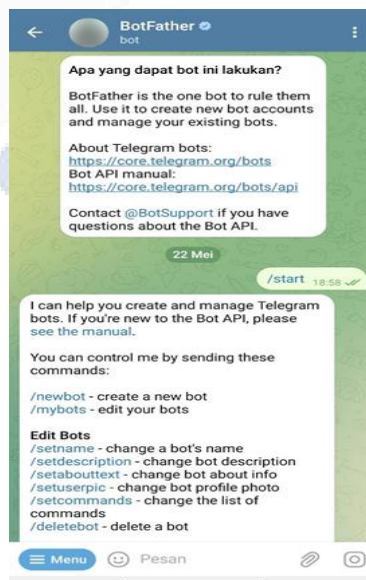 BotFather
bot
Apa yang dapat bot ini lakukan?
BotFather is the one bot to rule them
all. Use it to create new bot accounts
and manage your existing bots.
About Telegram bots:
https://core.telegram.org/bots
Bot API manual:
https://core.telegram.org/bots/api
Contact @BotSupport if you have
questions about the Bot API.
22 Mei
/start 18:58
I can help you create and manage Telegram
bots. If you're new to the Bot API, please
see the manual.
You can control me by sending these
commands:
/newbot - create a new bot
/mybots - edit your bots
Edit Bots
/setname - change a bot's name
/setdescription - change bot description
/setabouttext - change bot about info
/setuserpic - change bot profile photo
/setcommands - change the list of
commands
/deletebot - delete a bot
Menu
Pesan